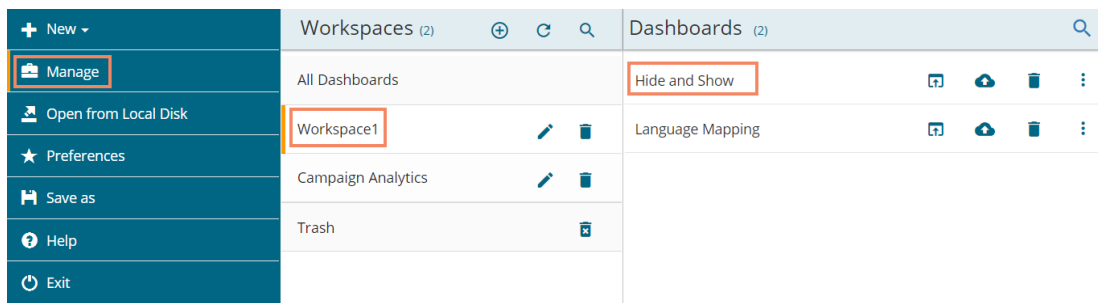 New
Manage
Open from Local Disk
Preferences
Save as
Help
Exit
Workspaces (2)
All Dashboards
Workspace1
Campaign Analytics
Trash
Dashboards (2)
Hide and Show
Language Mapping